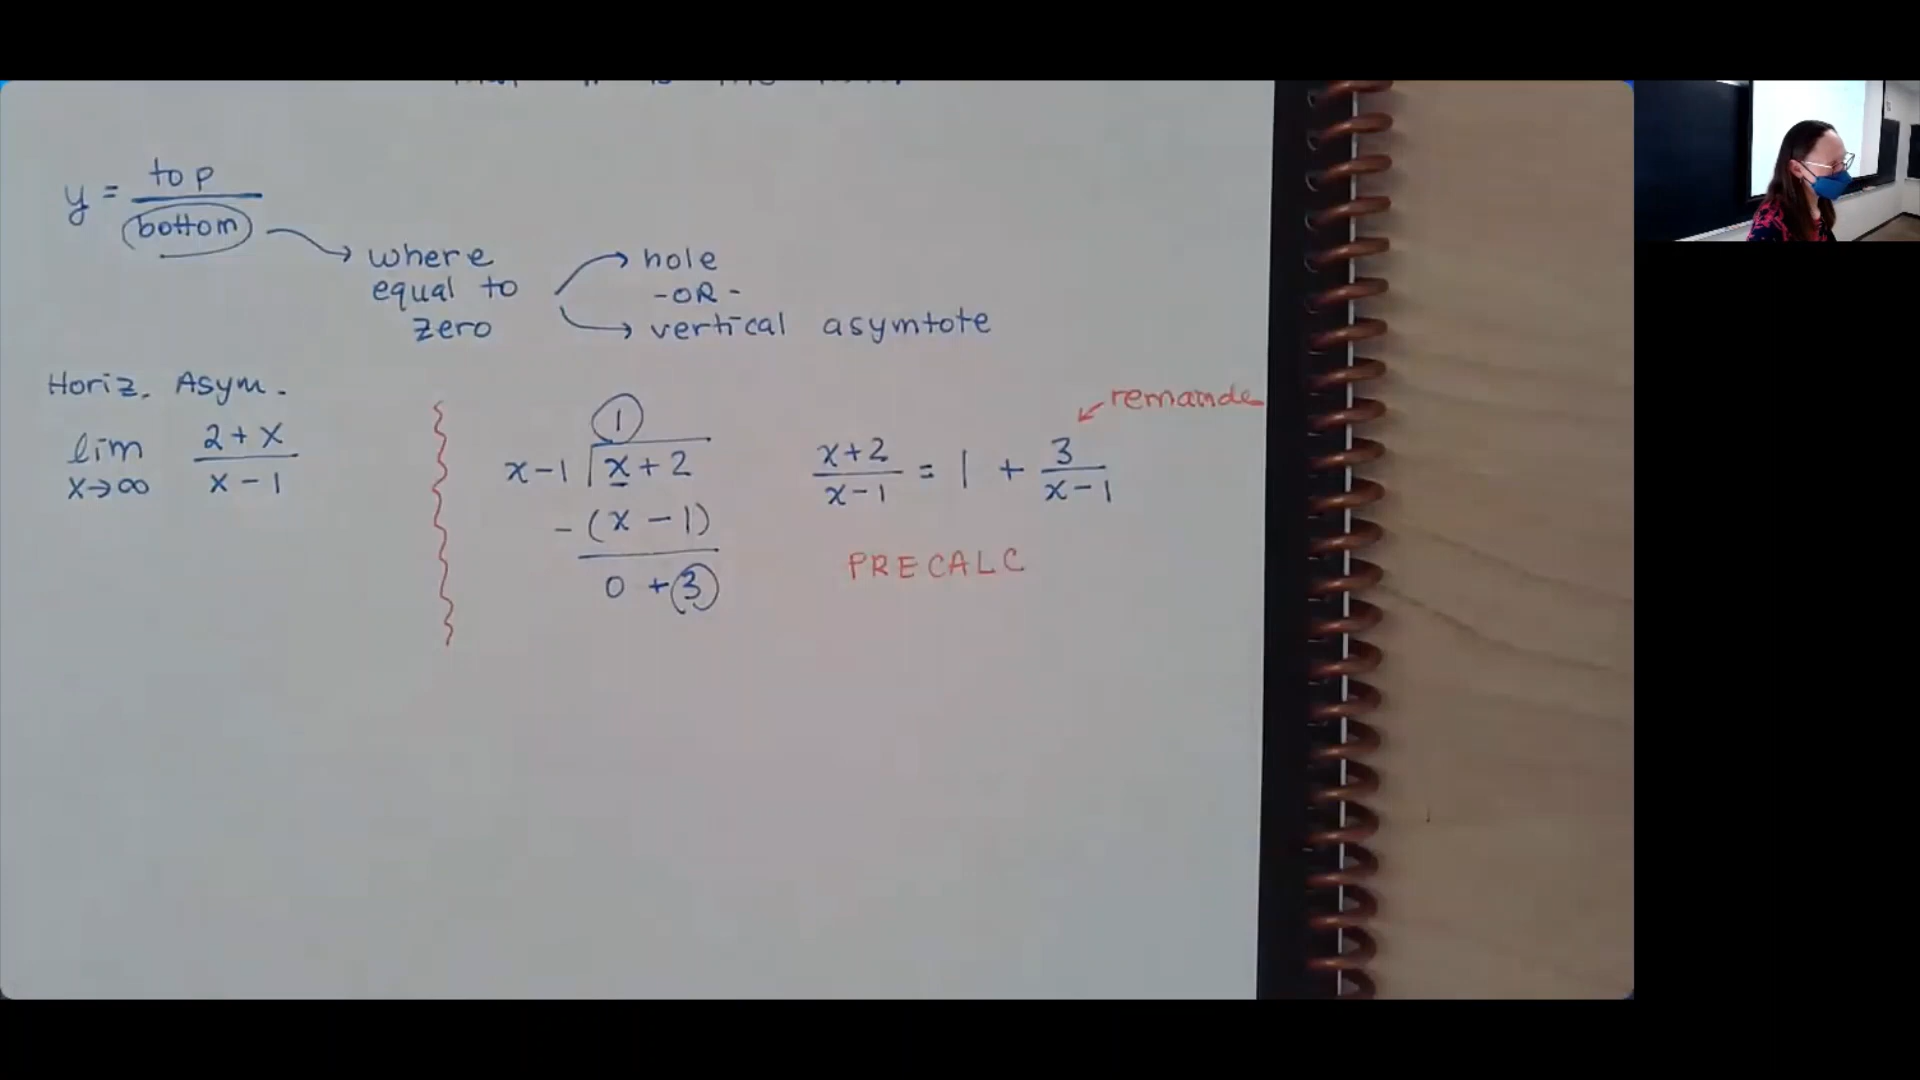 y = top / bottom
where equal to zero
hole
-OR-
vertical asymtote
Horiz. Asym.
lim x→∞ (2 + x)/(x - 1)
1
x-1 √x + 2
-(x - 1)
0 + 3
remainde
(x+2)/(x-1) = 1 + 3/(x-1)
PRECALC